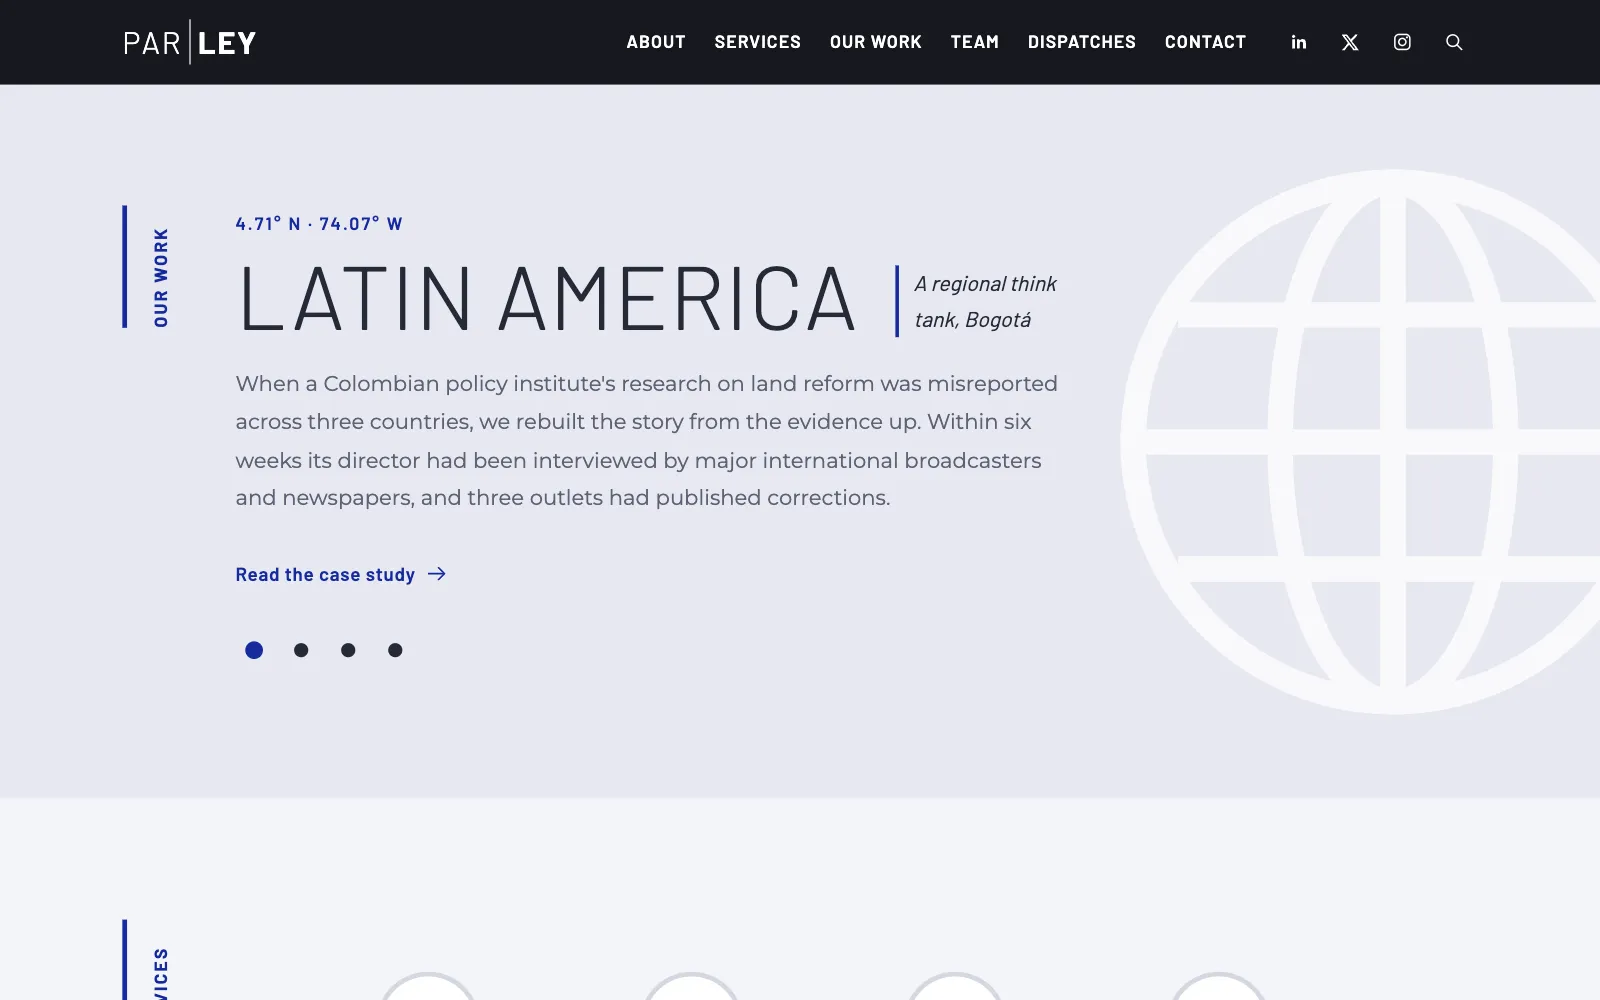 PAR|LEY
ABOUT SERVICES OUR WORK TEAM DISPATCHES CONTACT
OUR WORK
4.71° N · 74.07° W
LATIN AMERICA
A regional think
tank, Bogotá
When a Colombian policy institute's research on land reform was misreported
across three countries, we rebuilt the story from the evidence up. Within six
weeks its director had been interviewed by major international broadcasters
and newspapers, and three outlets had published corrections.
Read the case study →